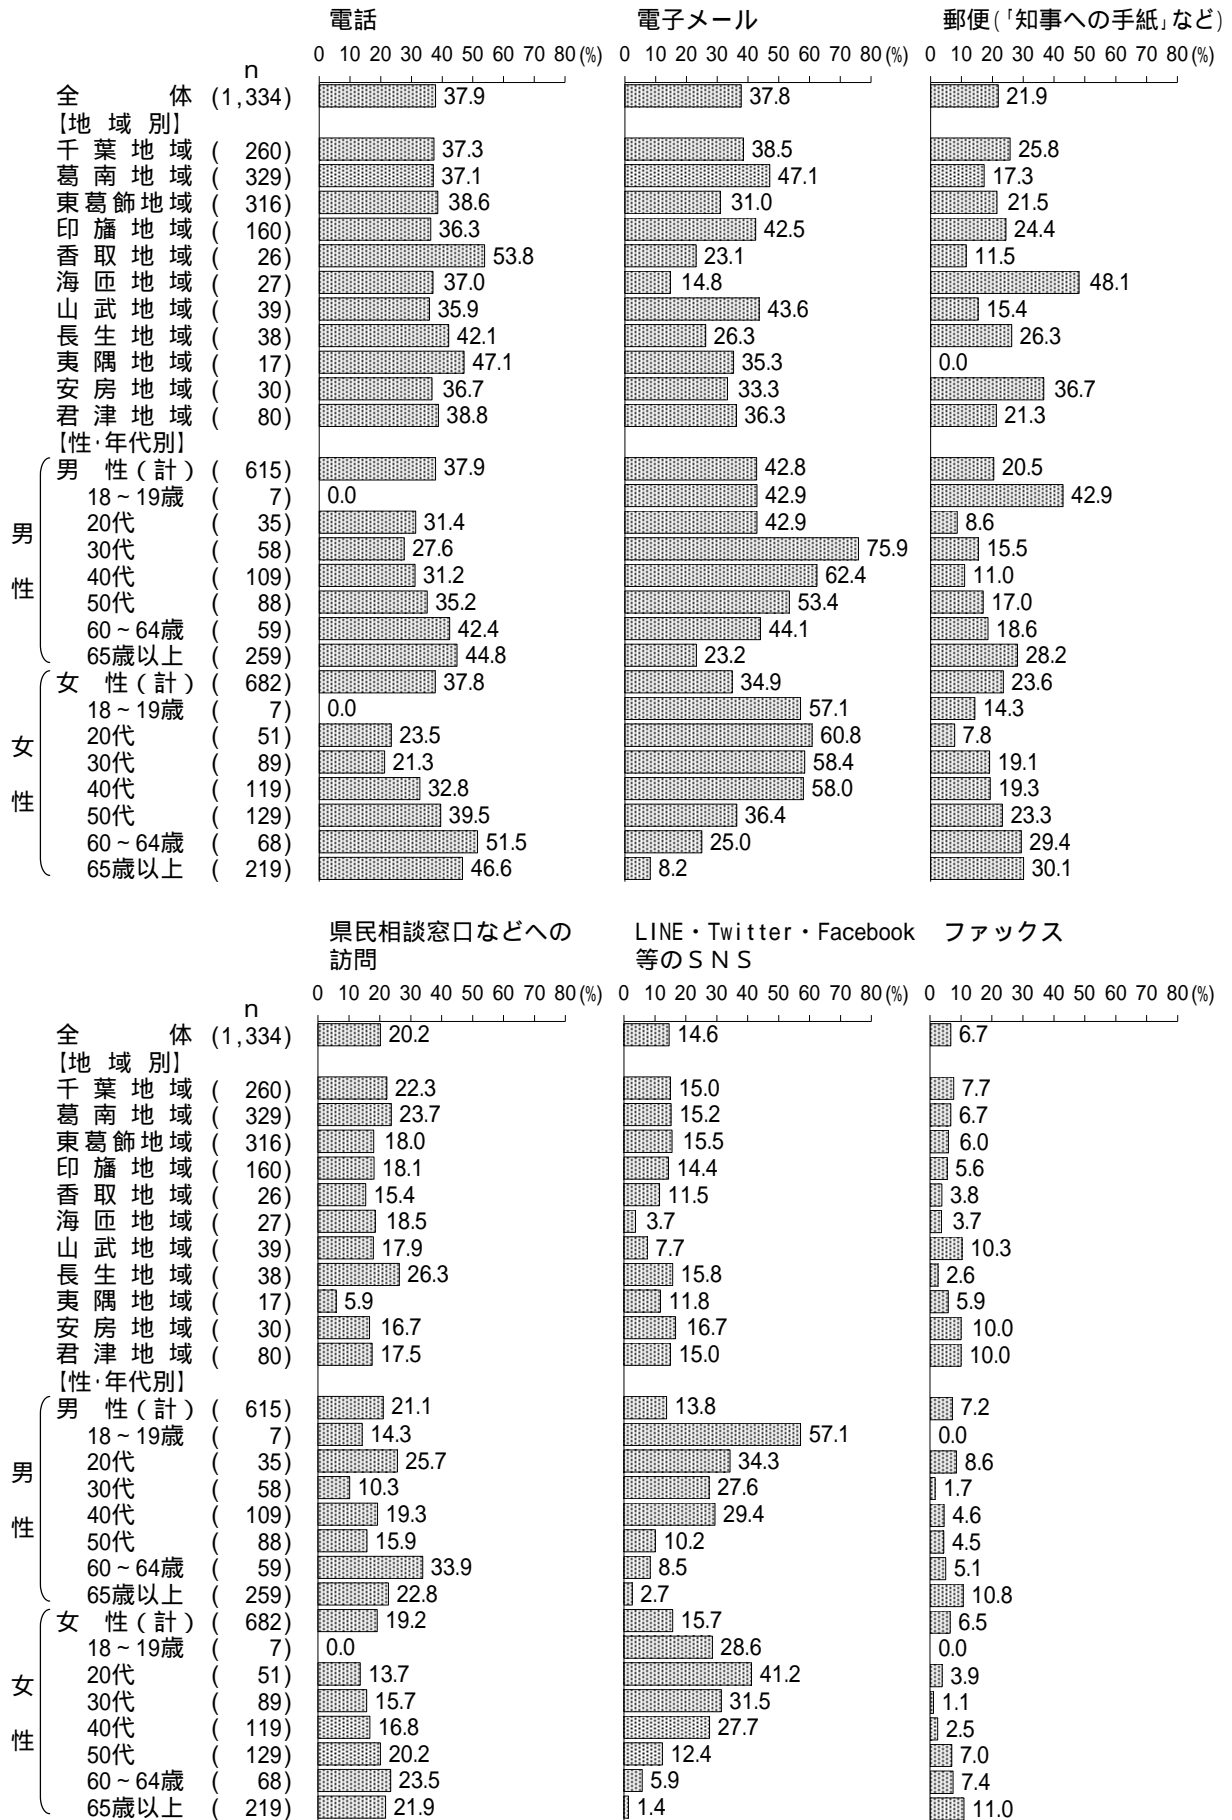 電話 電子メール 郵便(「知事への手紙」など)
0 10 20 30 40 50 60 70 80(%) 0 10 20 30 40 50 60 70 80(%) 0 10 20 30 40 50 60 70 80(%)
n
全体 (1,334) 37.9 37.8 21.9
【地域別】
千葉地域 ( 260) 37.3 38.5 25.8
葛南地域 ( 329) 37.1 47.1 17.3
東葛飾地域 ( 316) 38.6 31.0 21.5
印旛地域 ( 160) 36.3 42.5 24.4
香取地域 ( 26) 53.8 23.1 11.5
海匝地域 ( 27) 37.0 14.8 48.1
山武地域 ( 39) 35.9 43.6 15.4
長生地域 ( 38) 42.1 26.3 26.3
夷隅地域 ( 17) 47.1 35.3 0.0
安房地域 ( 30) 36.7 33.3 36.7
君津地域 ( 80) 38.8 36.3 21.3
【性・年代別】
男性
男 性(計) ( 615) 37.9 42.8 20.5
18~19歳 ( 7) 0.0 42.9 42.9
20代 ( 35) 31.4 42.9 8.6
30代 ( 58) 27.6 75.9 15.5
40代 ( 109) 31.2 62.4 11.0
50代 ( 88) 35.2 53.4 17.0
60~64歳 ( 59) 42.4 44.1 18.6
65歳以上 ( 259) 44.8 23.2 28.2
女性
女 性(計) ( 682) 37.8 34.9 23.6
18~19歳 ( 7) 0.0 57.1 14.3
20代 ( 51) 23.5 60.8 7.8
30代 ( 89) 21.3 58.4 19.1
40代 ( 119) 32.8 58.0 19.3
50代 ( 129) 39.5 36.4 23.3
60~64歳 ( 68) 51.5 25.0 29.4
65歳以上 ( 219) 46.6 8.2 30.1
県民相談窓口などへの LINE・Twitter・Facebook ファックス
訪問 等のSNS
0 10 20 30 40 50 60 70 80(%) 0 10 20 30 40 50 60 70 80(%) 0 10 20 30 40 50 60 70 80(%)
n
全体 (1,334) 20.2 14.6 6.7
【地域別】
千葉地域 ( 260) 22.3 15.0 7.7
葛南地域 ( 329) 23.7 15.2 6.7
東葛飾地域 ( 316) 18.0 15.5 6.0
印旛地域 ( 160) 18.1 14.4 5.6
香取地域 ( 26) 15.4 11.5 3.8
海匝地域 ( 27) 18.5 3.7 3.7
山武地域 ( 39) 17.9 7.7 10.3
長生地域 ( 38) 26.3 15.8 2.6
夷隅地域 ( 17) 5.9 11.8 5.9
安房地域 ( 30) 16.7 16.7 10.0
君津地域 ( 80) 17.5 15.0 10.0
【性・年代別】
男性
男 性(計) ( 615) 21.1 13.8 7.2
18~19歳 ( 7) 14.3 57.1 0.0
20代 ( 35) 25.7 34.3 8.6
30代 ( 58) 10.3 27.6 1.7
40代 ( 109) 19.3 29.4 4.6
50代 ( 88) 15.9 10.2 4.5
60~64歳 ( 59) 33.9 8.5 5.1
65歳以上 ( 259) 22.8 2.7 10.8
女性
女 性(計) ( 682) 19.2 15.7 6.5
18~19歳 ( 7) 0.0 28.6 0.0
20代 ( 51) 13.7 41.2 3.9
30代 ( 89) 15.7 31.5 1.1
40代 ( 119) 16.8 27.7 2.5
50代 ( 129) 20.2 12.4 7.0
60~64歳 ( 68) 23.5 5.9 7.4
65歳以上 ( 219) 21.9 1.4 11.0